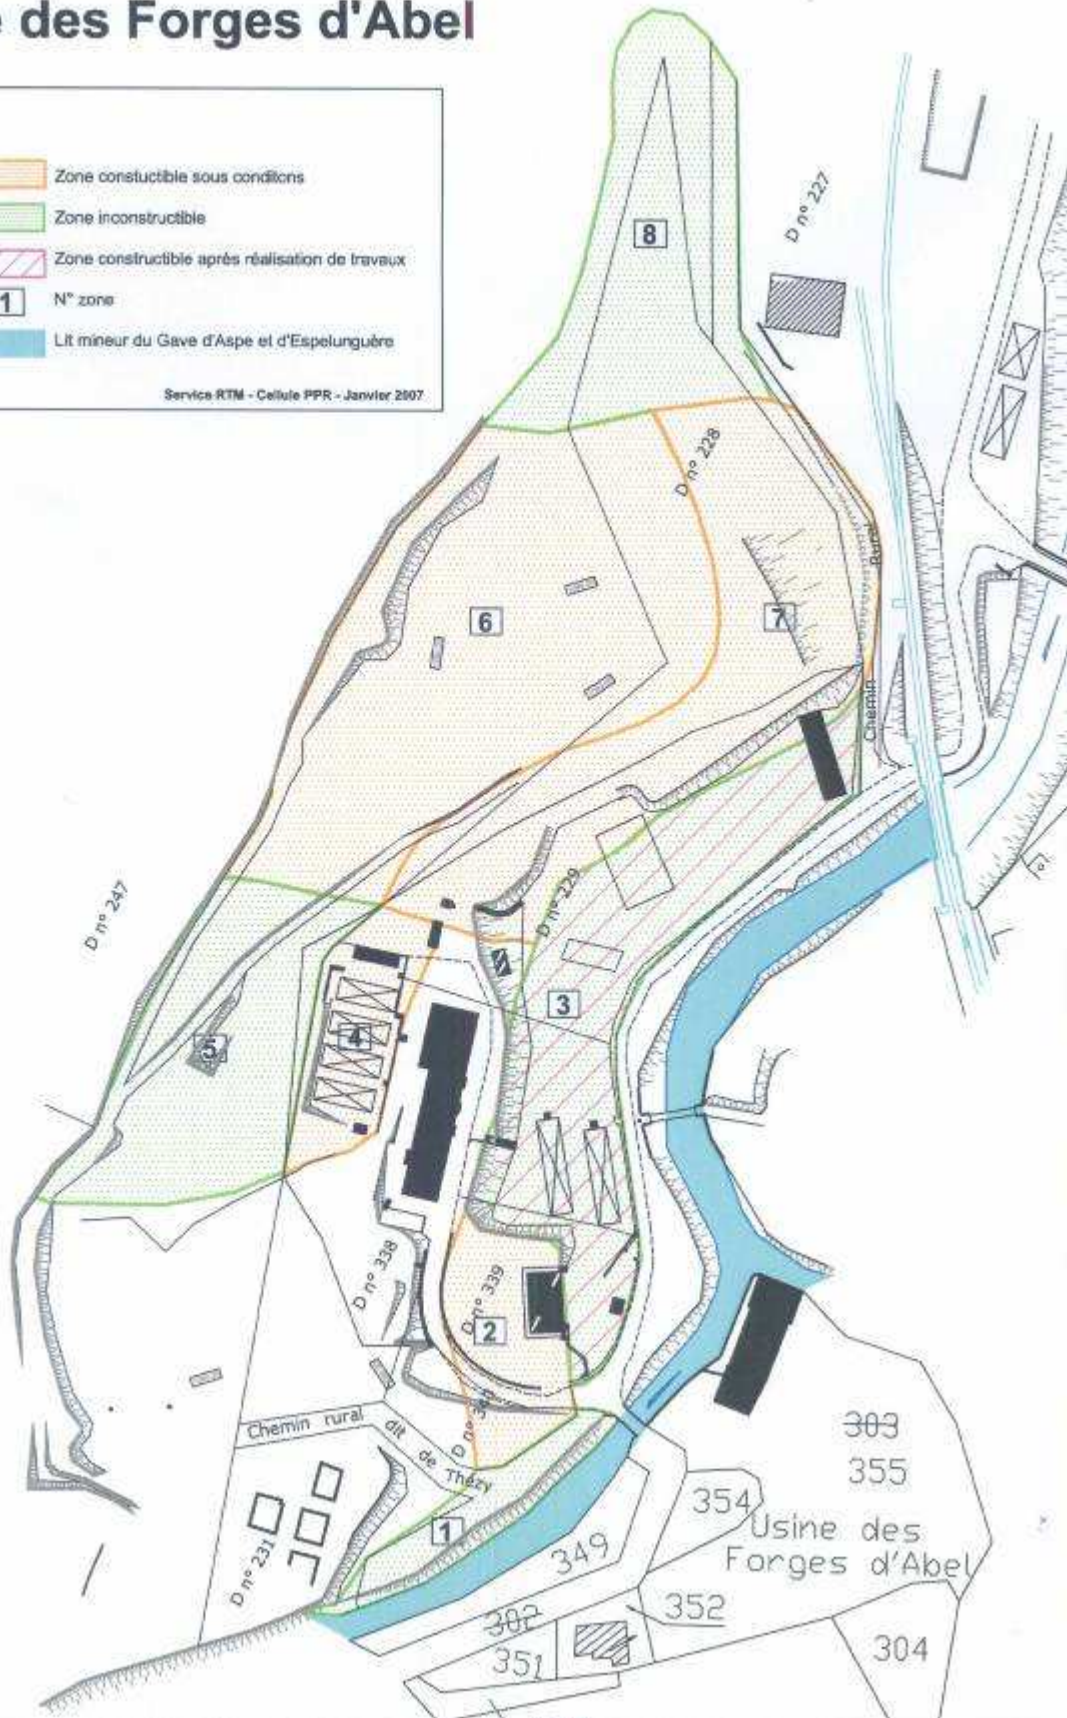 e des Forges d'Abel
Zone constuctible sous conditons
Zone inconstructible
Zone constructible après réalisation de travaux
1 N° zone
Lit mineur du Gave d'Aspe et d'Espelunguère
Service RTM - Cellule PPR - Janvier 2007
8
D n° 227
D n° 228
Rural
6
7
Chemin
D n° 247
D n° 229
3
5
4
D n° 338
D n° 339
2
D n° 340
Chemin rural dit de Thézy
303
355
354
Usine des
Forges d'Abel
1
349
D n° 231
302
352
351
304